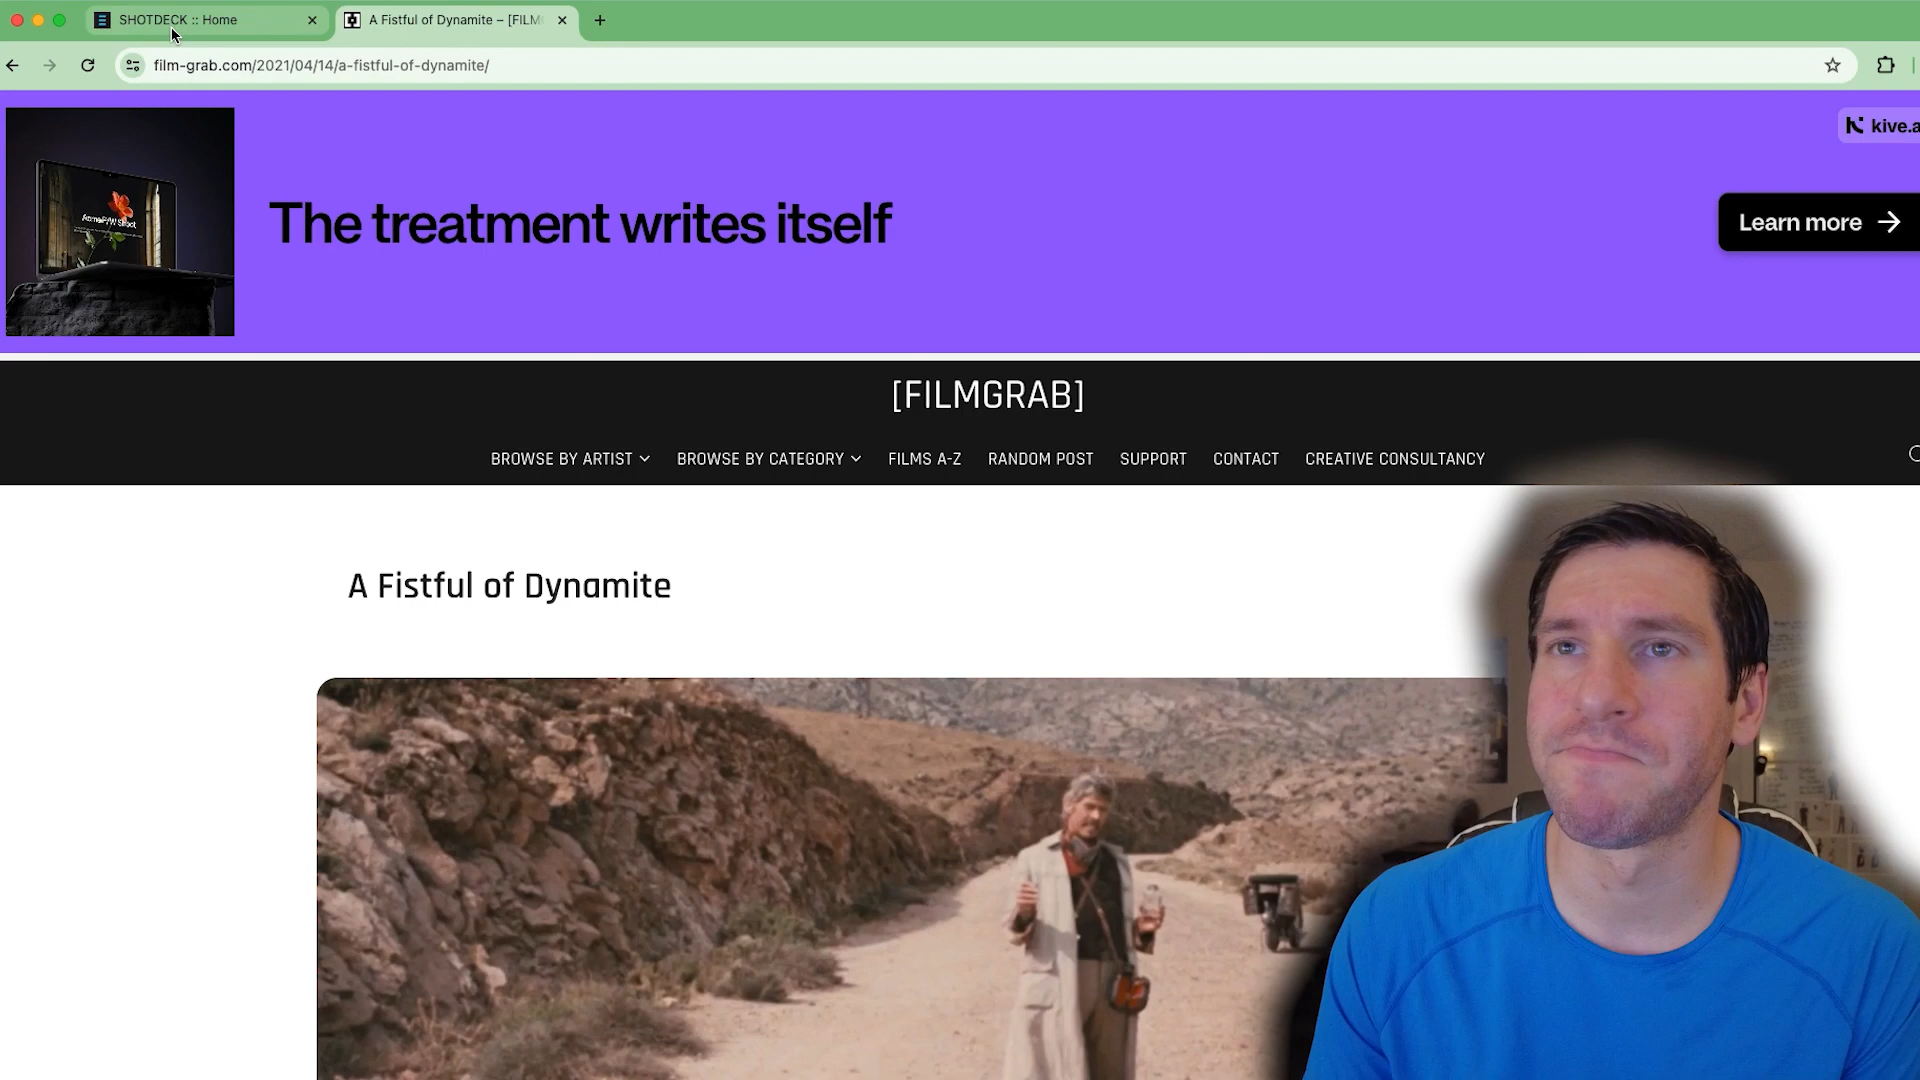 SHOTDECK :: Home
A Fistful of Dynamite – [FILM
film-grab.com/2021/04/14/a-fistful-of-dynamite/
kive.a
The treatment writes itself
Learn more
[FILMGRAB]
BROWSE BY ARTIST BROWSE BY CATEGORY FILMS A-Z RANDOM POST SUPPORT CONTACT CREATIVE CONSULTANCY
A Fistful of Dynamite